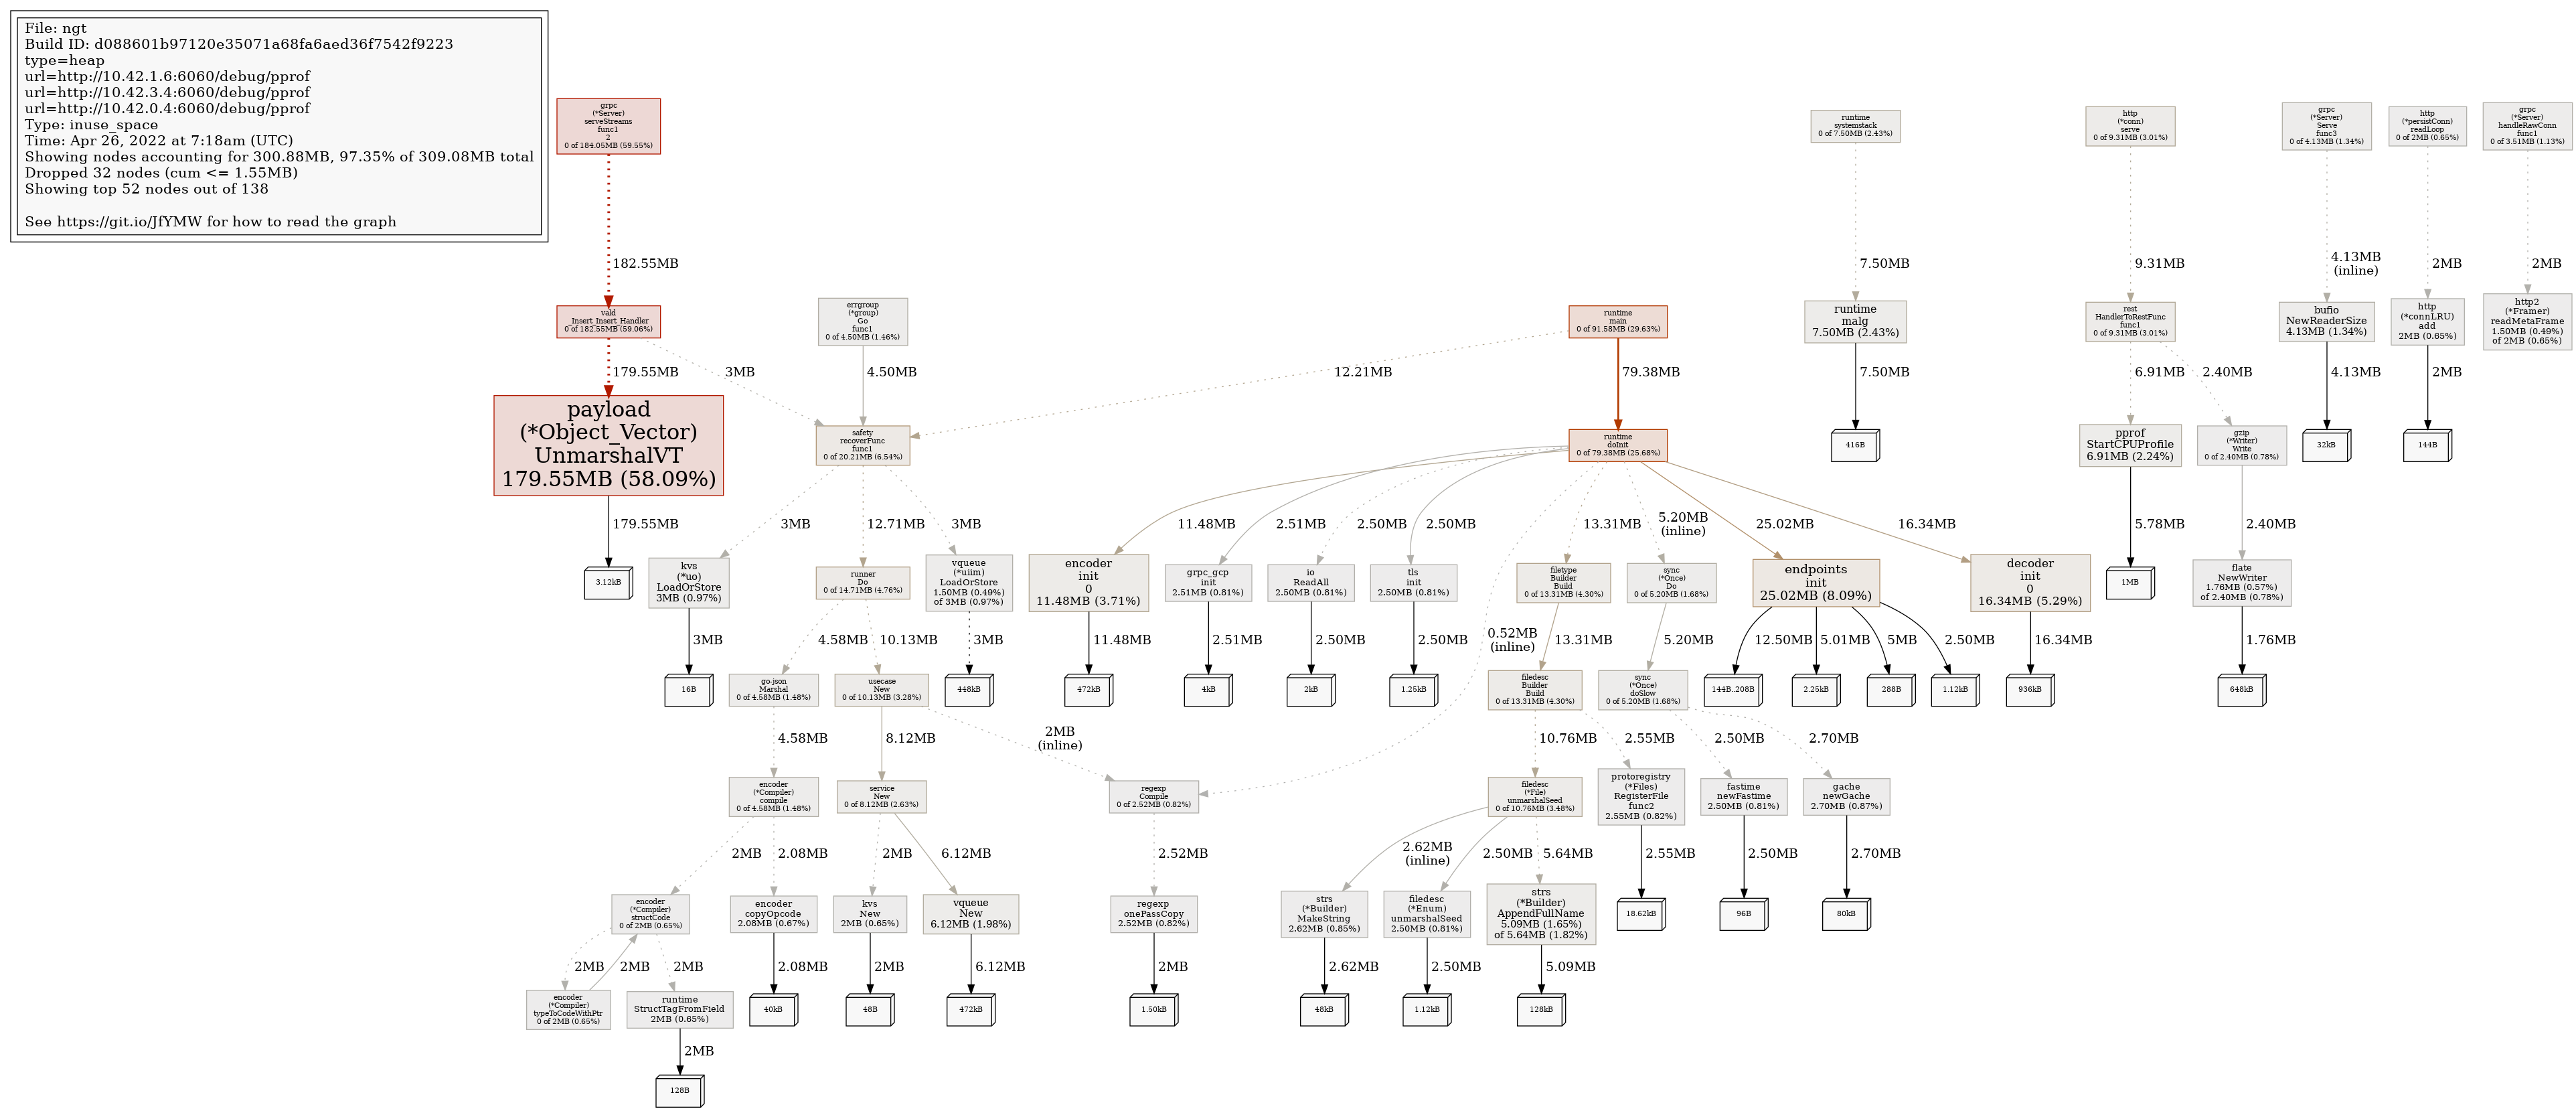 File: ngt
Build ID: d088601b97120e35071a68fa6aed36f7542f9223
type=heap
url=http://10.42.1.6:6060/debug/pprof
url=http://10.42.3.4:6060/debug/pprof
url=http://10.42.0.4:6060/debug/pprof
Type: inuse_space
Time: Apr 26, 2022 at 7:18am (UTC)
Showing nodes accounting for 300.88MB, 97.35% of 309.08MB total
Dropped 32 nodes (cum <= 1.55MB)
Showing top 52 nodes out of 138
See https://git.io/JfYMW for how to read the graph
grpc
(*Server)
serveStreams
func1
2
0 of 184.05MB (59.55%)
runtime
systemstack
0 of 7.50MB (2.43%)
http
(*conn)
serve
0 of 9.31MB (3.01%)
grpc
(*Server)
Serve
func3
0 of 4.13MB (1.34%)
http
(*persistConn)
readLoop
0 of 2MB (0.65%)
grpc
(*Server)
handleRawConn
func1
0 of 3.51MB (1.13%)
182.55MB
7.50MB
9.31MB
4.13MB
(inline)
2MB
2MB
vald
_Insert_Insert_Handler
0 of 182.55MB (59.06%)
errgroup
(*group)
Go
func1
0 of 4.50MB (1.46%)
runtime
main
0 of 91.58MB (29.63%)
runtime
malg
7.50MB (2.43%)
rest
HandlerToRestFunc
func1
0 of 9.31MB (3.01%)
bufio
NewReaderSize
4.13MB (1.34%)
http
(*connLRU)
add
2MB (0.65%)
http2
(*Framer)
readMetaFrame
1.50MB (0.49%)
of 2MB (0.65%)
179.55MB
3MB
4.50MB
12.21MB
79.38MB
7.50MB
6.91MB
2.40MB
4.13MB
2MB
payload
(*Object_Vector)
UnmarshalVT
179.55MB (58.09%)
safety
recoverFunc
func1
0 of 20.21MB (6.54%)
runtime
doInit
0 of 79.38MB (25.68%)
416B
pprof
StartCPUProfile
6.91MB (2.24%)
gzip
(*Writer)
Write
0 of 2.40MB (0.78%)
32kB
144B
179.55MB
3MB
12.71MB
3MB
11.48MB
2.51MB
2.50MB
2.50MB
13.31MB
5.20MB
(inline)
25.02MB
16.34MB
5.78MB
2.40MB
3.12kB
kvs
(*uo)
LoadOrStore
3MB (0.97%)
runner
Do
0 of 14.71MB (4.76%)
vqueue
(*uiim)
LoadOrStore
1.50MB (0.49%)
of 3MB (0.97%)
encoder
init
0
11.48MB (3.71%)
grpc_gcp
init
2.51MB (0.81%)
io
ReadAll
2.50MB (0.81%)
tls
init
2.50MB (0.81%)
filetype
Builder
Build
0 of 13.31MB (4.30%)
sync
(*Once)
Do
0 of 5.20MB (1.68%)
endpoints
init
25.02MB (8.09%)
decoder
init
0
16.34MB (5.29%)
1MB
flate
NewWriter
1.76MB (0.57%)
of 2.40MB (0.78%)
3MB
4.58MB
10.13MB
3MB
11.48MB
2.51MB
2.50MB
2.50MB
0.52MB
(inline)
13.31MB
5.20MB
12.50MB
5.01MB
5MB
2.50MB
16.34MB
1.76MB
16B
go-json
Marshal
0 of 4.58MB (1.48%)
usecase
New
0 of 10.13MB (3.28%)
448kB
472kB
4kB
2kB
1.25kB
filedesc
Builder
Build
0 of 13.31MB (4.30%)
sync
(*Once)
doSlow
0 of 5.20MB (1.68%)
144B..208B
2.25kB
288B
1.12kB
936kB
648kB
4.58MB
8.12MB
2MB
(inline)
10.76MB
2.55MB
2.50MB
2.70MB
encoder
(*Compiler)
compile
0 of 4.58MB (1.48%)
service
New
0 of 8.12MB (2.63%)
regexp
Compile
0 of 2.52MB (0.82%)
filedesc
(*File)
unmarshalSeed
0 of 10.76MB (3.48%)
protoregistry
(*Files)
RegisterFile
func2
2.55MB (0.82%)
fastime
newFastime
2.50MB (0.81%)
gache
newGache
2.70MB (0.87%)
2MB
2.08MB
2MB
6.12MB
2.52MB
2.62MB
(inline)
2.50MB
5.64MB
2.55MB
2.50MB
2.70MB
encoder
(*Compiler)
structCode
0 of 2MB (0.65%)
encoder
copyOpcode
2.08MB (0.67%)
kvs
New
2MB (0.65%)
vqueue
New
6.12MB (1.98%)
regexp
onePassCopy
2.52MB (0.82%)
strs
(*Builder)
MakeString
2.62MB (0.85%)
filedesc
(*Enum)
unmarshalSeed
2.50MB (0.81%)
strs
(*Builder)
AppendFullName
5.09MB (1.65%)
of 5.64MB (1.82%)
18.62kB
96B
80kB
2MB
2MB
2MB
2.08MB
2MB
6.12MB
2MB
2.62MB
2.50MB
5.09MB
encoder
(*Compiler)
typeToCodeWithPtr
0 of 2MB (0.65%)
runtime
StructTagFromField
2MB (0.65%)
40kB
48B
472kB
1.50kB
48kB
1.12kB
128kB
2MB
128B